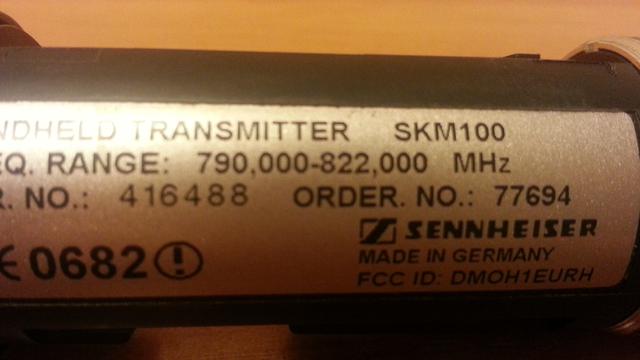 NDHELD TRANSMITTER SKM100
EQ. RANGE: 790,000-822,000 MHz
R. NO.: 416488 ORDER. NO.: 77694
SENNHEISER
MADE IN GERMANY
FCC ID: DMOH1EURH
CE 0682